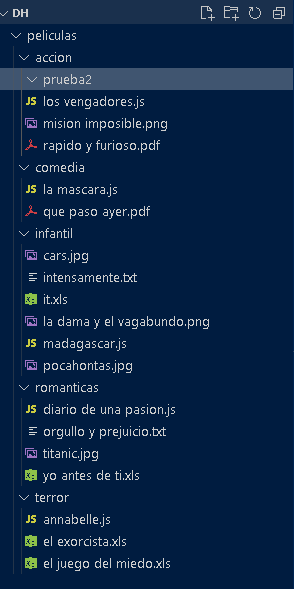 DH
peliculas
accion
prueba2
JS los vengadores.js
mision imposible.png
rapido y furioso.pdf
comedia
JS la mascara.js
que paso ayer.pdf
infantil
cars.jpg
intensamente.txt
it.xls
la dama y el vagabundo.png
JS madagascar.js
pocahontas.jpg
romanticas
JS diario de una pasion.js
orgullo y prejuicio.txt
titanic.jpg
yo antes de ti.xls
terror
JS annabelle.js
el exorcista.xls
el juego del miedo.xls